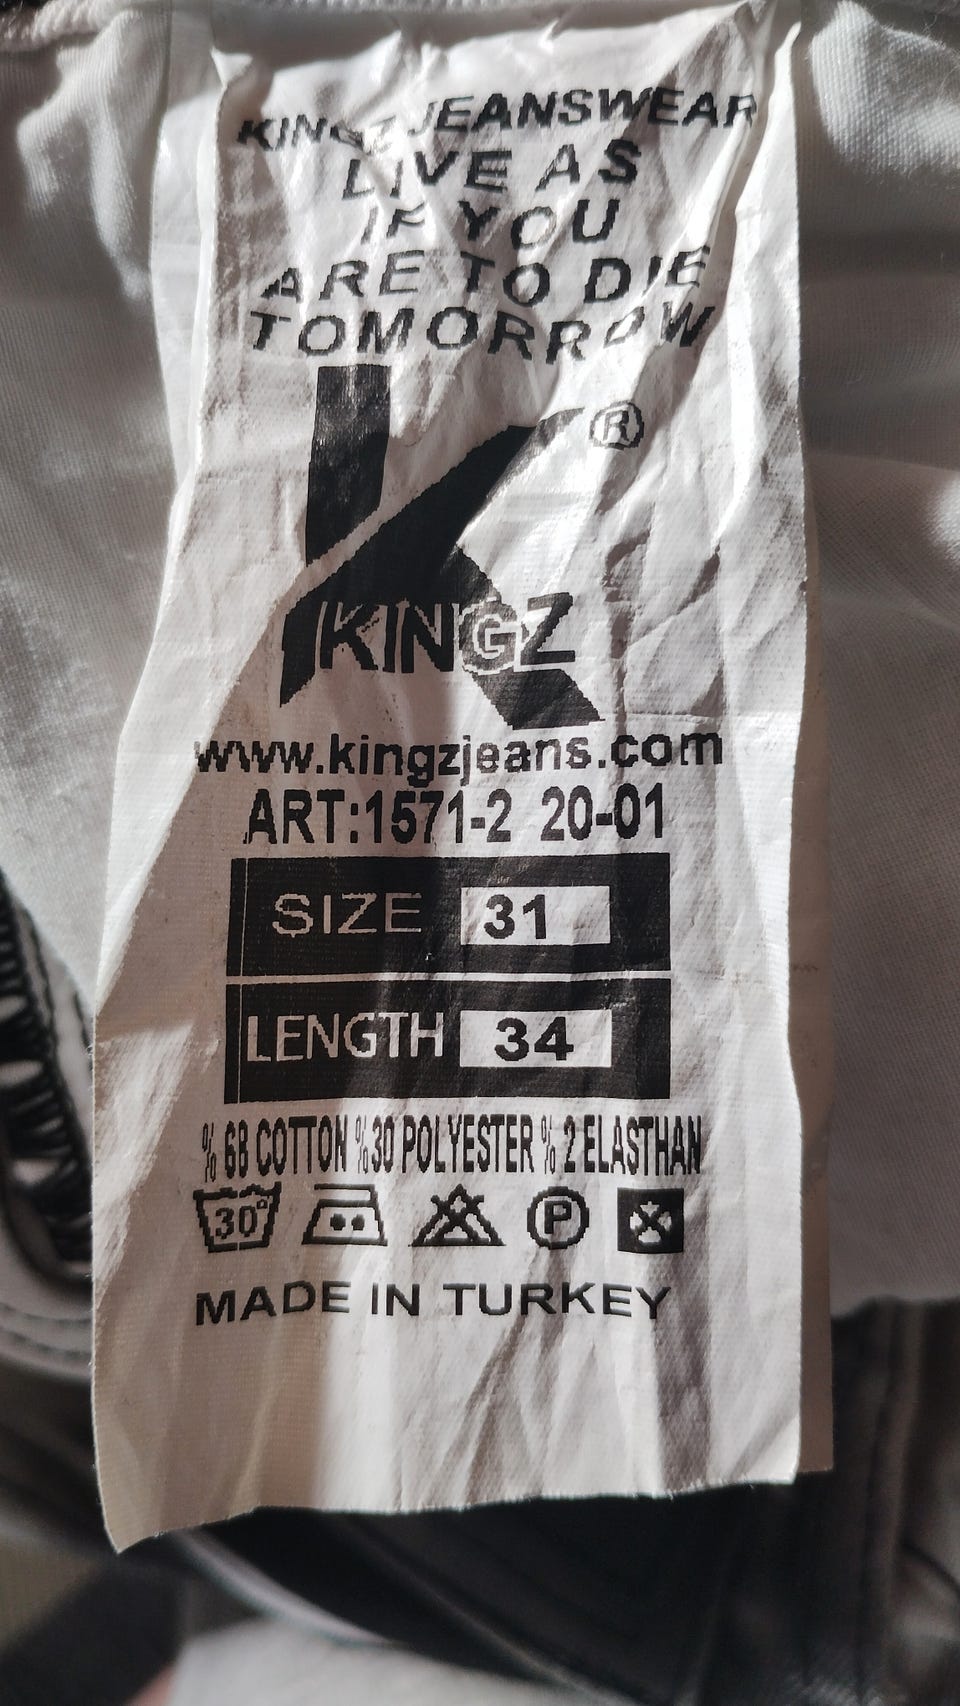 KINGZ JEANSWEAR
LIVE AS
IF YOU
ARE TO DIE
TOMORROW
®
KINGZ
www.kingzjeans.com
ART:1571-2 20-01
SIZE 31
LENGTH 34
% 68 COTTON %30 POLYESTER % 2 ELASTHAN
30° P
MADE IN TURKEY